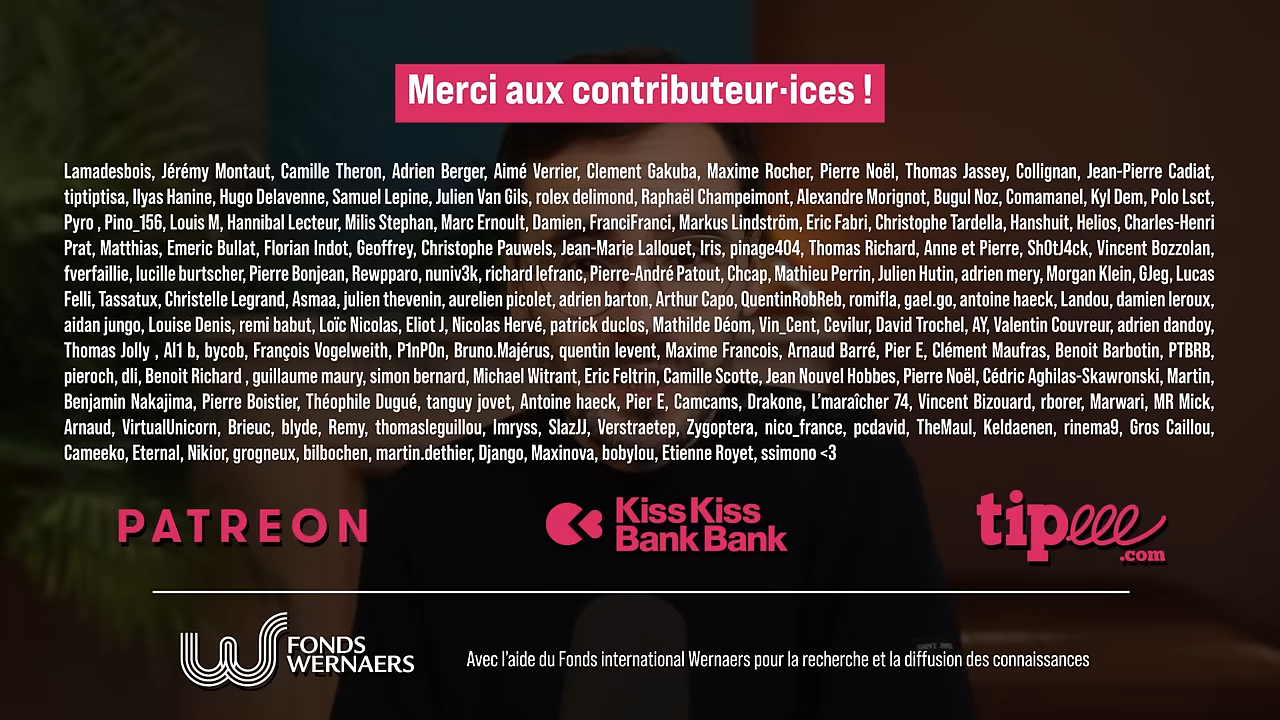 Merci aux contributeur·ices !
Lamadesbois, Jérémy Montaut, Camille Theron, Adrien Berger, Aimé Verrier, Clement Gakuba, Maxime Rocher, Pierre Noël, Thomas Jassey, Collignan, Jean-Pierre Cadiat,
tiptiptisa, Ilyas Hanine, Hugo Delavenne, Samuel Lepine, Julien Van Gils, rolex delimond, Raphaël Champeimont, Alexandre Morignot, Bugul Noz, Comamanel, Kyl Dem, Polo Lsct,
Pyro , Pino_156, Louis M, Hannibal Lecteur, Milis Stephan, Marc Ernoult, Damien, FranciFranci, Markus Lindström, Eric Fabri, Christophe Tardella, Hanshuit, Helios, Charles-Henri
Prat, Matthias, Emeric Bullat, Florian Indot, Geoffrey, Christophe Pauwels, Jean-Marie Lallouet, Iris, pinage404, Thomas Richard, Anne et Pierre, Sh0tJ4ck, Vincent Bozzolan,
fverfaillie, lucille burtscher, Pierre Bonjean, Rewpparo, nuniv3k, richard lefranc, Pierre-André Patout, Chcap, Mathieu Perrin, Julien Hutin, adrien mery, Morgan Klein, GJeg, Lucas
Felli, Tassatux, Christelle Legrand, Asmaa, julien thevenin, aurelien picolet, adrien barton, Arthur Capo, QuentinRobReb, romifla, gael.go, antoine haeck, Landou, damien leroux,
aidan jungo, Louise Denis, remi babut, Loïc Nicolas, Eliot J, Nicolas Hervé, patrick duclos, Mathilde Déom, Vin_Cent, Cevilur, David Trochel, AY, Valentin Couvreur, adrien dandoy,
Thomas Jolly , Al1 b, bycob, François Vogelweith, P1nP0n, Bruno.Majérus, quentin levent, Maxime Francois, Arnaud Barré, Pier E, Clément Maufras, Benoit Barbotin, PTBRB,
pieroch, dli, Benoit Richard , guillaume maury, simon bernard, Michael Witrant, Eric Feltrin, Camille Scotte, Jean Nouvel Hobbes, Pierre Noël, Cédric Aghilas-Skawronski, Martin,
Benjamin Nakajima, Pierre Boistier, Théophile Dugué, tanguy jovet, Antoine haeck, Pier E, Camcams, Drakone, L'maraîcher 74, Vincent Bizouard, rborer, Marwari, MR Mick,
Arnaud, VirtualUnicorn, Brieuc, blyde, Remy, thomasleguillou, Imryss, SlazJJ, Verstraetep, Zygoptera, nico_france, pcdavid, TheMaul, Keldaenen, rinema9, Gros Caillou,
Cameeko, Eternal, Nikior, grogneux, bilbochen, martin.dethier, Django, Maxinova, bobylou, Etienne Royet, ssimono <3
PATREON
KissKiss
BankBank
tipeee
.com
FONDS
WERNAERS
Avec l'aide du Fonds international Wernaers pour la recherche et la diffusion des connaissances